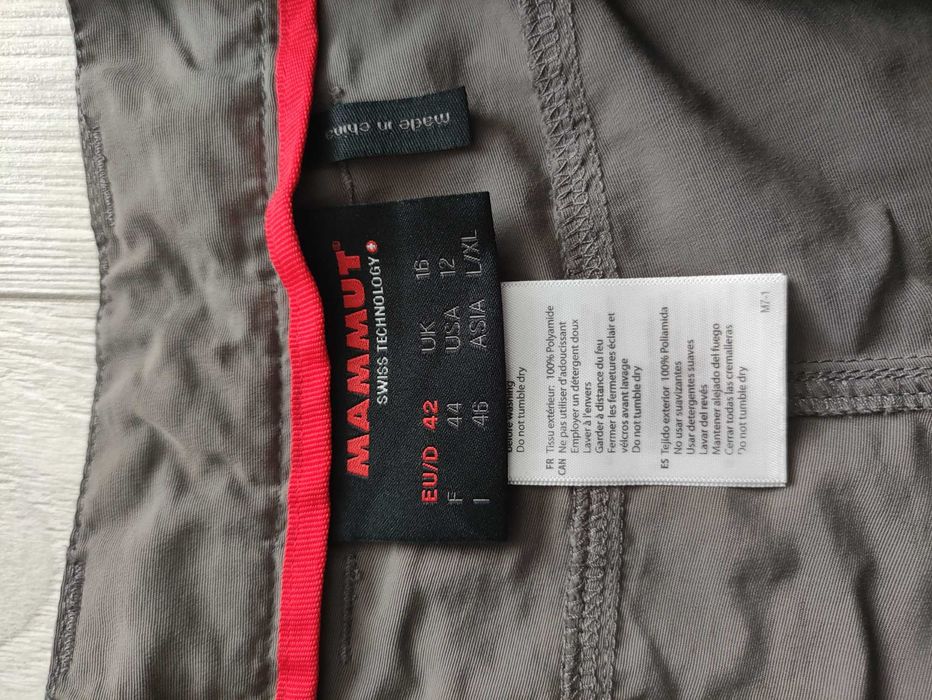 made in china
MAMMUT®
SWISS TECHNOLOGY
EU/D 42 UK 16
F 44 USA 12
I 46 ASIA L/XL
before washing
Do not tumble dry
FR Tissu extérieur: 100% Polyamide
CAN Ne pas utiliser d'adoucissant
Employer un détergent doux
Laver à l'envers
Garder à distance du feu
Fermer les fermetures éclair et
vélcros avant lavage
Do not tumble dry
ES Tejido exterior 100% Poliamida
No usar suavizantes
Usar detergentes suaves
Lavar del revés
Mantener alejado del fuego
Cerrar todas las cremalleras
Do not tumble dry
M7-1